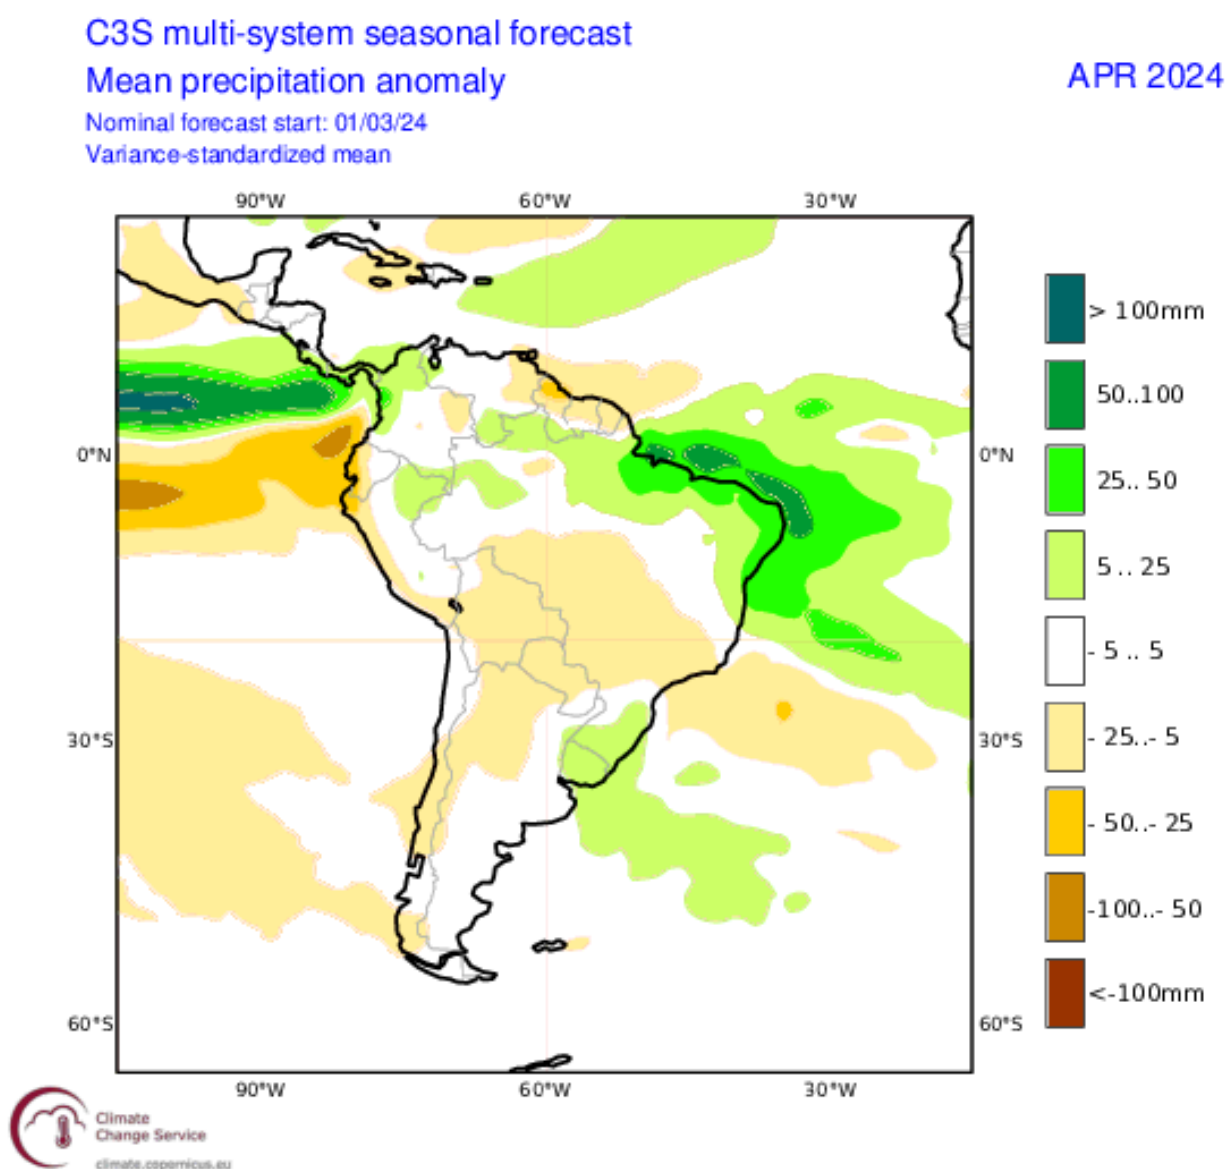 C3S multi-system seasonal forecast
Mean precipitation anomaly
APR 2024
Nominal forecast start: 01/03/24
Variance-standardized mean
90°W 60°W 30°W
> 100mm
50..100
0°N 0°N
25.. 50
5 .. 25
- 5 .. 5
30°S 30°S
- 25..- 5
- 50..- 25
-100..- 50
<-100mm
60°S 60°S
90°W 60°W 30°W
Climate
Change Service
climate.copernicus.eu